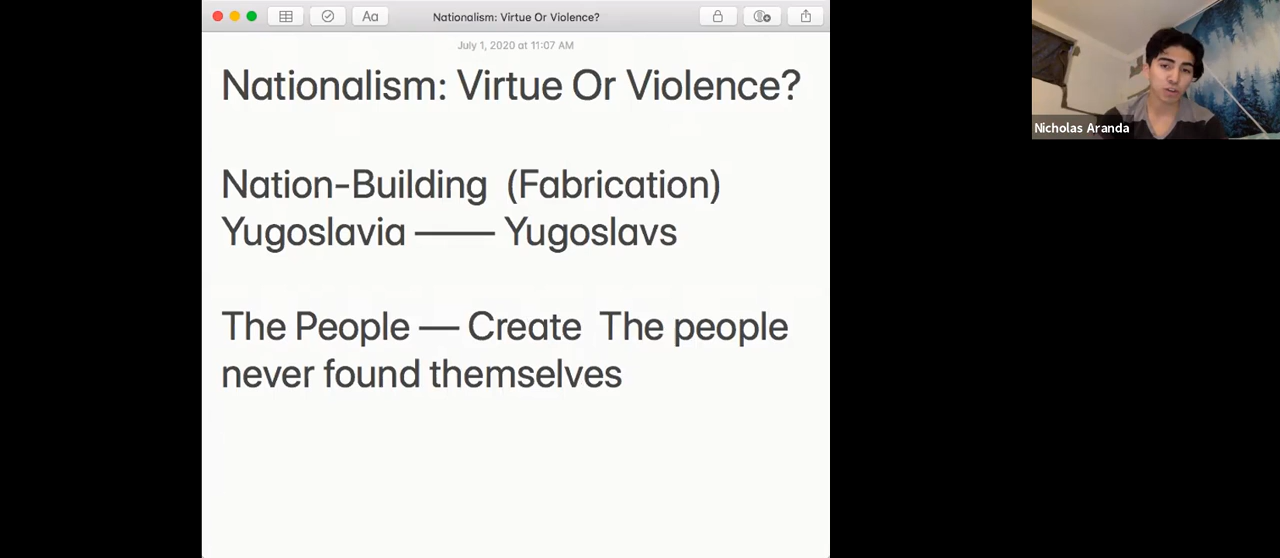 Aa
Nationalism: Virtue Or Violence?
July 1, 2020 at 11:07 AM
Nationalism: Virtue Or Violence?
Nation-Building (Fabrication)
Yugoslavia —— Yugoslavs
The People — Create The people
never found themselves
Nicholas Aranda